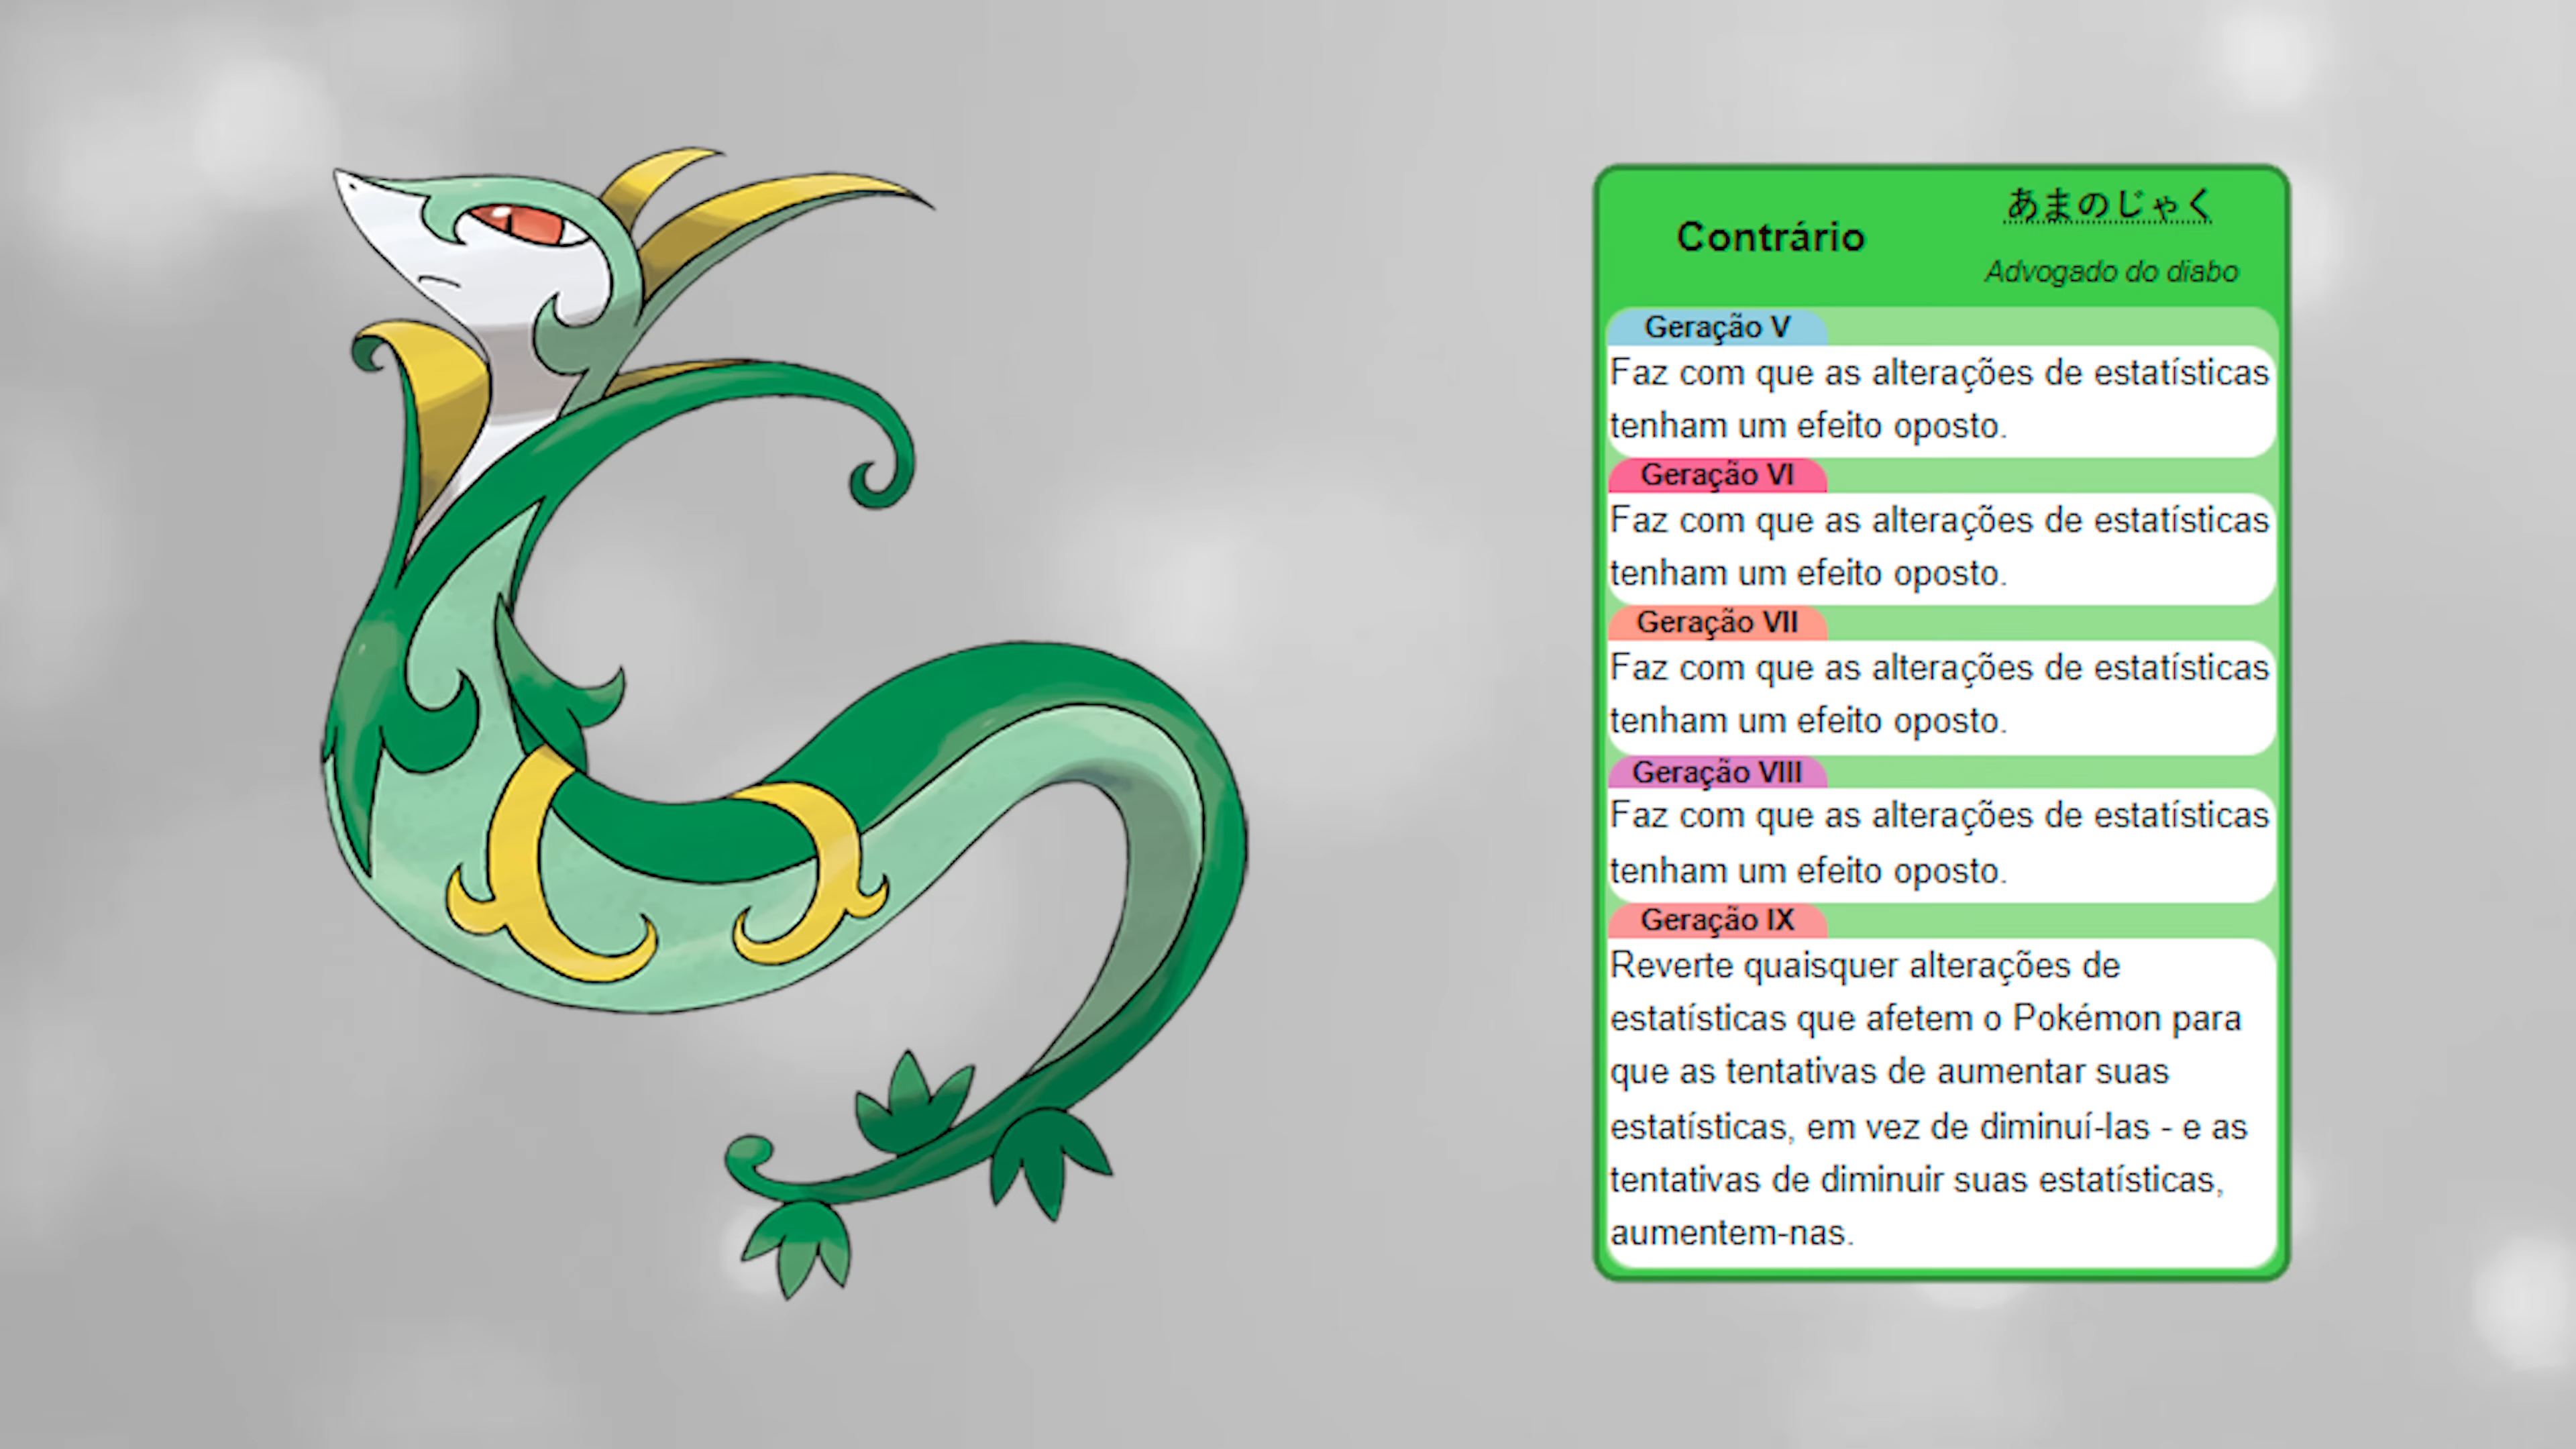 Contrário
あまのじゃく
Advogado do diabo
Geração V
Faz com que as alterações de estatísticas
tenham um efeito oposto.
Geração VI
Faz com que as alterações de estatísticas
tenham um efeito oposto.
Geração VII
Faz com que as alterações de estatísticas
tenham um efeito oposto.
Geração VIII
Faz com que as alterações de estatísticas
tenham um efeito oposto.
Geração IX
Reverte quaisquer alterações de
estatísticas que afetem o Pokémon para
que as tentativas de aumentar suas
estatísticas, em vez de diminuí-las - e as
tentativas de diminuir suas estatísticas,
aumentem-nas.